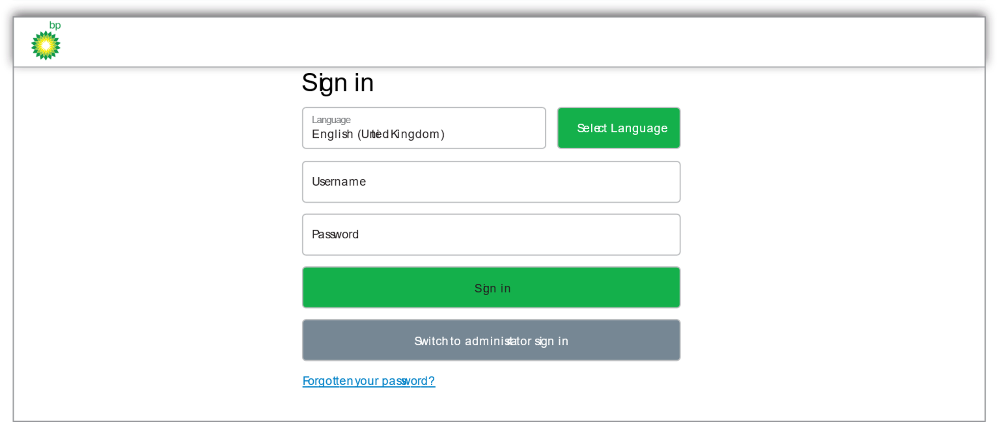 bp
Sign in
Language
English (United Kingdom)
Select Language
Username
Password
Sign in
Switch to administrator sign in
Forgotten your password?